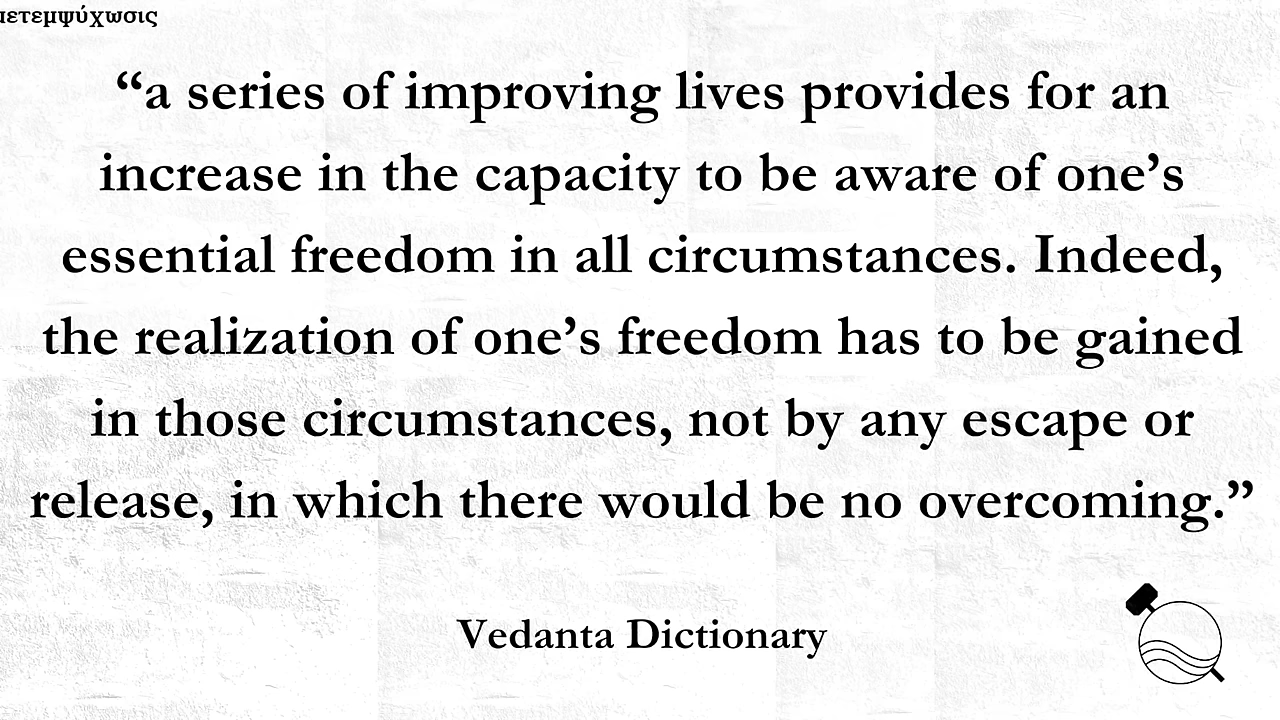 μετεμψύχωσις
“a series of improving lives provides for an
increase in the capacity to be aware of one’s
essential freedom in all circumstances. Indeed,
the realization of one’s freedom has to be gained
in those circumstances, not by any escape or
release, in which there would be no overcoming.”
Vedanta Dictionary